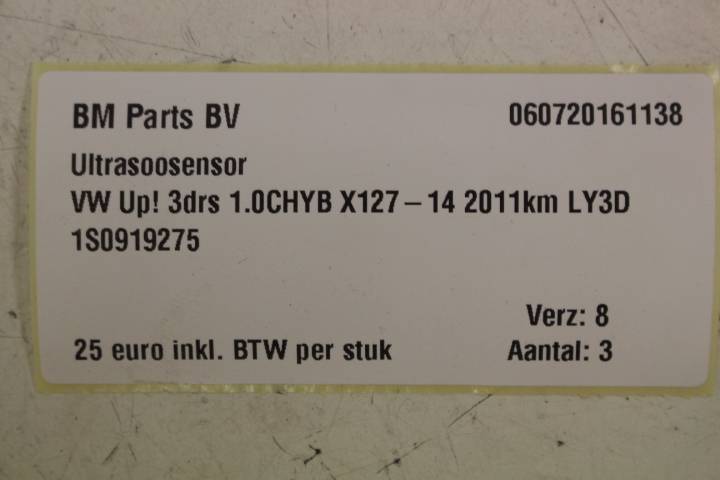 BM Parts BV 060720161138
Ultrasoosensor
VW Up! 3drs 1.0CHYB X127 – 14 2011km LY3D
1S0919275
Verz: 8
25 euro inkl. BTW per stuk Aantal: 3